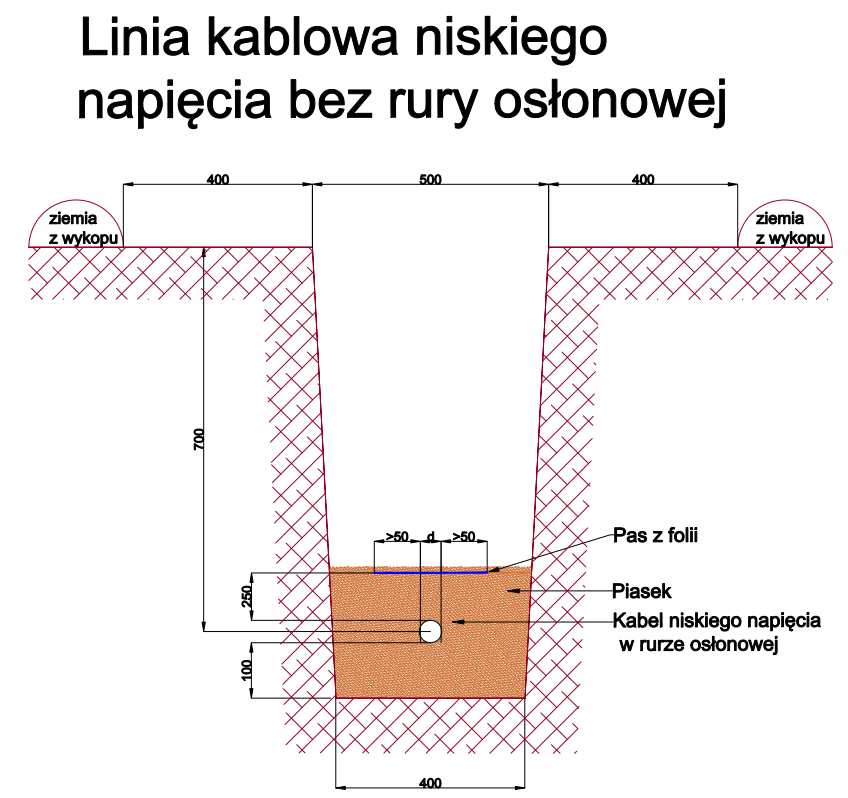 Linia kablowa niskiego
napięcia bez rury osłonowej
400
500
400
ziemia
z wykopu
ziemia
z wykopu
700
>50
d
>50
Pas z folii
250
Piasek
Kabel niskiego napięcia
w rurze osłonowej
100
400